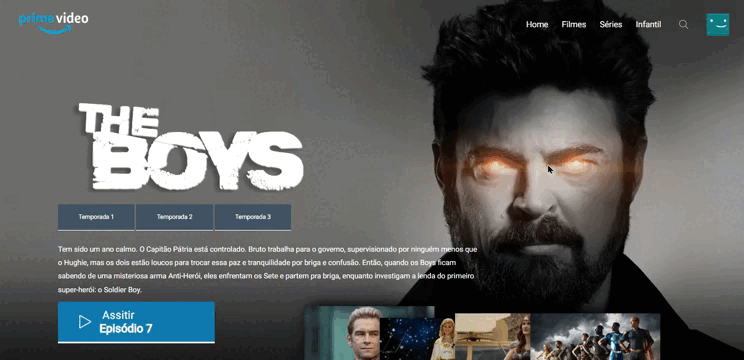 prime video
Home Filmes Séries Infantil
THE
BOYS
Temporada 1 Temporada 2 Temporada 3
Tem sido um ano calmo. O Capitão Pátria está controlado. Bruto trabalha para o governo, supervisionado por ninguém menos que
o Hughie, mas os dois estão loucos para trocar essa paz e tranquilidade por briga e confusão. Então, quando os Boys ficam
sabendo de uma misteriosa arma Anti-Herói, eles enfrentam os Sete e partem pra briga, enquanto investigam a lenda do primeiro
super-herói: o Soldier Boy.
Assitir
Episódio 7